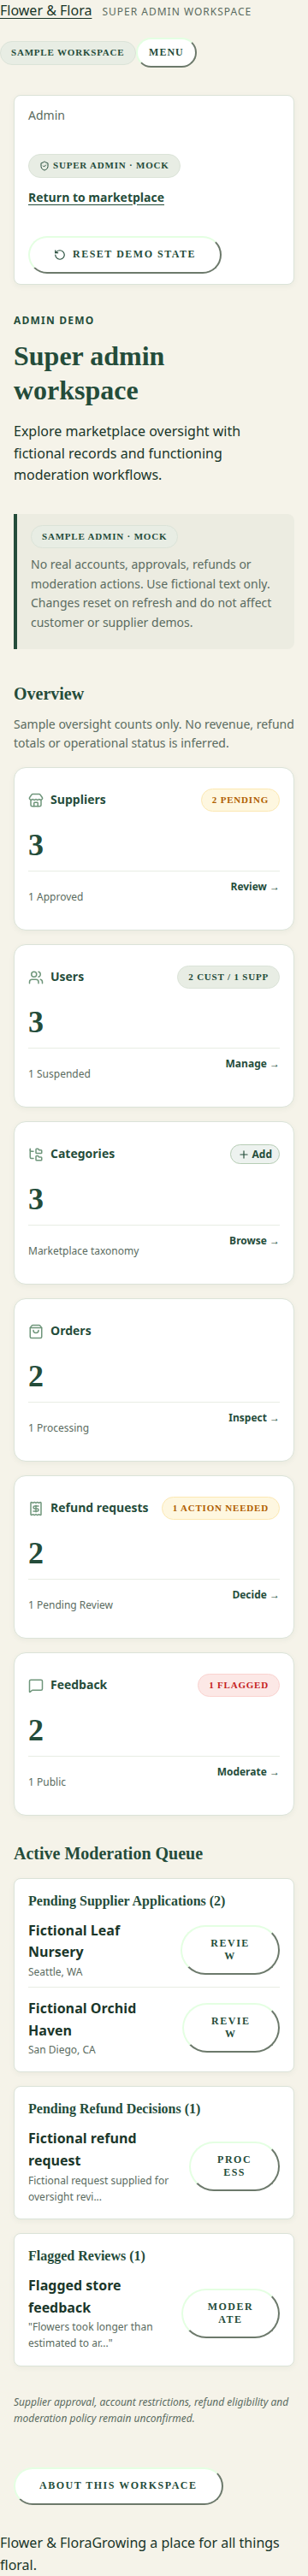 Flower & Flora SUPER ADMIN WORKSPACE
SAMPLE WORKSPACE MENU
Admin
SUPER ADMIN · MOCK
Return to marketplace
RESET DEMO STATE
ADMIN DEMO
Super admin
workspace
Explore marketplace oversight with
fictional records and functioning
moderation workflows.
SAMPLE ADMIN · MOCK
No real accounts, approvals, refunds or
moderation actions. Use fictional text only.
Changes reset on refresh and do not affect
customer or supplier demos.
Overview
Sample oversight counts only. No revenue, refund
totals or operational status is inferred.
Suppliers 2 PENDING
3
Review →
1 Approved
Users 2 CUST / 1 SUPP
3
Manage →
1 Suspended
Categories + Add
3
Browse →
Marketplace taxonomy
Orders
2
Inspect →
1 Processing
Refund requests 1 ACTION NEEDED
2
Decide →
1 Pending Review
Feedback 1 FLAGGED
2
Moderate →
1 Public
Active Moderation Queue
Pending Supplier Applications (2)
Fictional Leaf
Nursery
Seattle, WA
REVIE
W
Fictional Orchid
Haven
San Diego, CA
REVIE
W
Pending Refund Decisions (1)
Fictional refund
request
Fictional request supplied for
oversight revi...
PROC
ESS
Flagged Reviews (1)
Flagged store
feedback
"Flowers took longer than
estimated to ar..."
MODER
ATE
Supplier approval, account restrictions, refund eligibility and
moderation policy remain unconfirmed.
ABOUT THIS WORKSPACE
Flower & FloraGrowing a place for all things
floral.